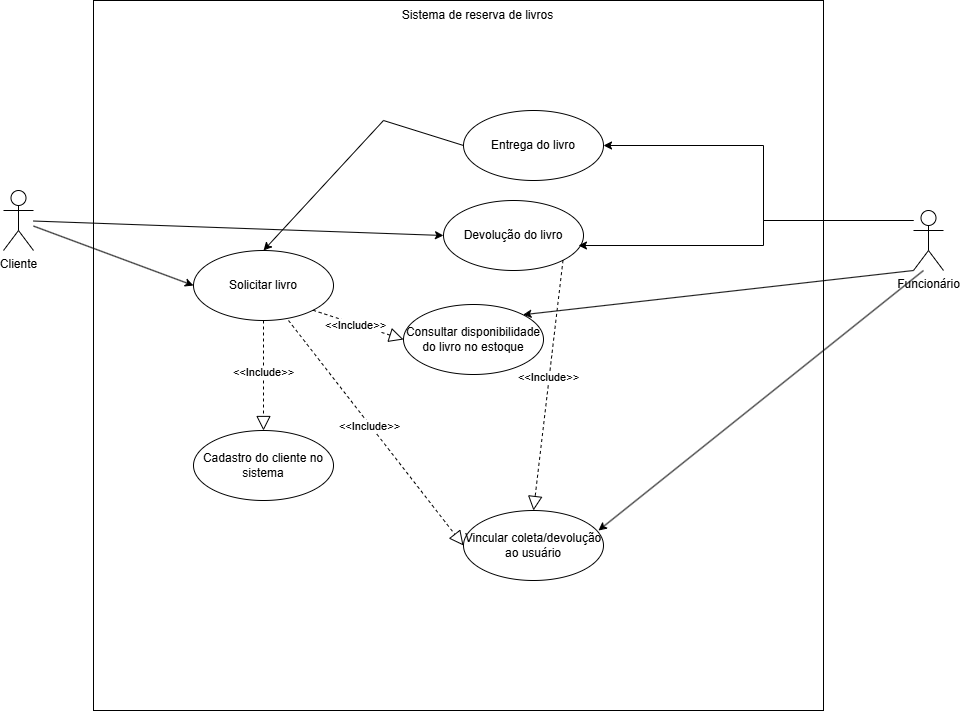 Sistema de reserva de livros
Entrega do livro
Devolução do livro
Cliente
Solicitar livro
Funcionário
<<Include>>
Consultar disponibilidade
do livro no estoque
<<Include>>
<<Include>>
<<Include>>
Cadastro do cliente no
sistema
Vincular coleta/devolução
ao usuário